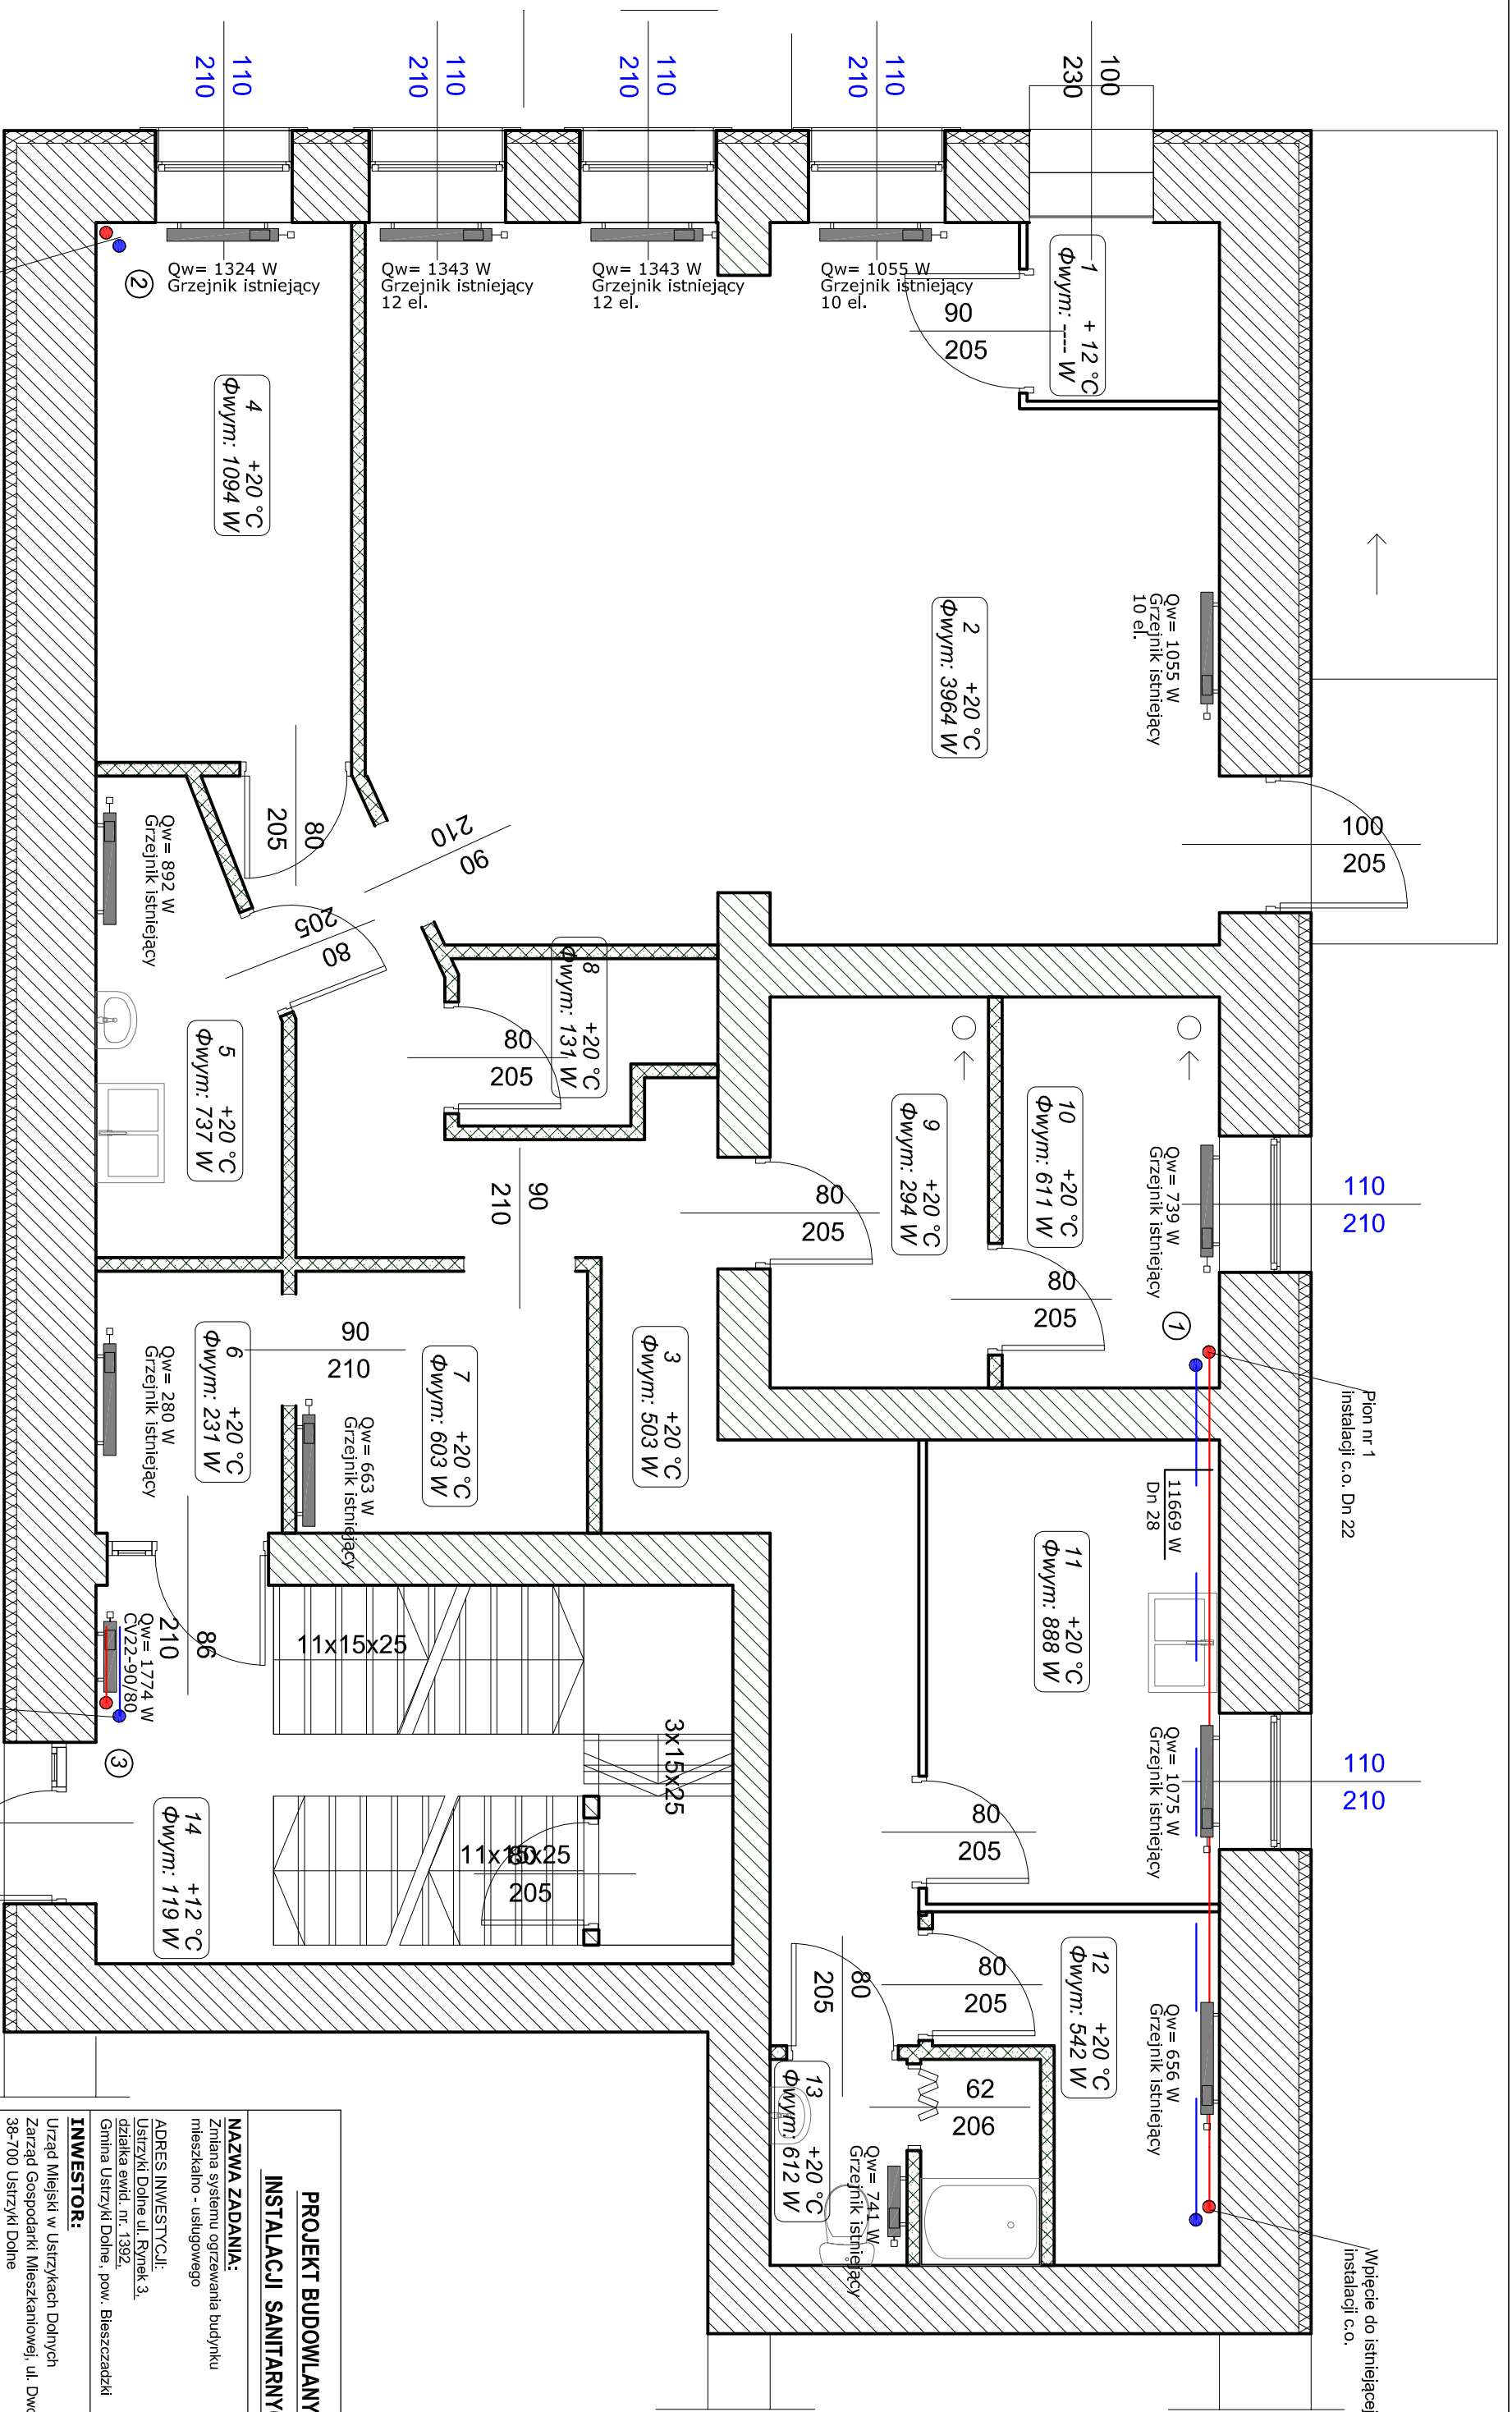 110
210
110
210
110
210
110
210
100
230
Qw= 1324 W
Grzejnik istniejący
Qw= 1343 W
Grzejnik istniejący
12 el.
Qw= 1343 W
Grzejnik istniejący
12 el.
Qw= 1055 W
Grzejnik istniejący
10 el.
1 + 12 °C
Φwym: ---- W
90
205
2
4 +20 °C
Φwym: 1094 W
2 +20 °C
Φwym: 3964 W
Qw= 1055 W
Grzejnik istniejący
10 el.
100
205
80
205
90
210
80
205
Qw= 892 W
Grzejnik istniejący
5 +20 °C
Φwym: 737 W
8 +20 °C
Φwym: 131 W
80
205
90
210
80
205
9 +20 °C
Φwym: 294 W
10 +20 °C
Φwym: 611 W
80
205
Qw= 739 W
Grzejnik istniejący
110
210
1
Pion nr 1
instalacji c.o. Dn 22
11669 W
Dn 28
6 +20 °C
Φwym: 231 W
Qw= 280 W
Grzejnik istniejący
90
210
7 +20 °C
Φwym: 603 W
Qw= 663 W
Grzejnik istniejący
3 +20 °C
Φwym: 503 W
11 +20 °C
Φwym: 888 W
Qw= 1075 W
Grzejnik istniejący
110
210
86
210
Qw= 1774 W
CV22-90/80
3
11x15x25
3x15x25
11x15x25
80
205
14 +12 °C
Φwym: 119 W
80
205
80
205
80
205
12 +20 °C
Φwym: 542 W
Qw= 656 W
Grzejnik istniejący
62
206
13 +20 °C
Φwym: 612 W
Qw= 741 W
Grzejnik istniejący
Wpięcie do istniejącej
instalacji c.o.
PROJEKT BUDOWLANY
INSTALACJI SANITARNYC
NAZWA ZADANIA:
Zmiana systemu ogrzewania budynku
mieszkalno - usługowego
ADRES INWESTYCJI:
Ustrzyki Dolne ul. Rynek 3,
działka ewid. nr. 1392,
Gmina Ustrzyki Dolne, pow. Bieszczadzki
INWESTOR:
Urząd Miejski w Ustrzykach Dolnych
Zarząd Gospodarki Mieszkaniowej, ul. Dwo
38-700 Ustrzyki Dolne